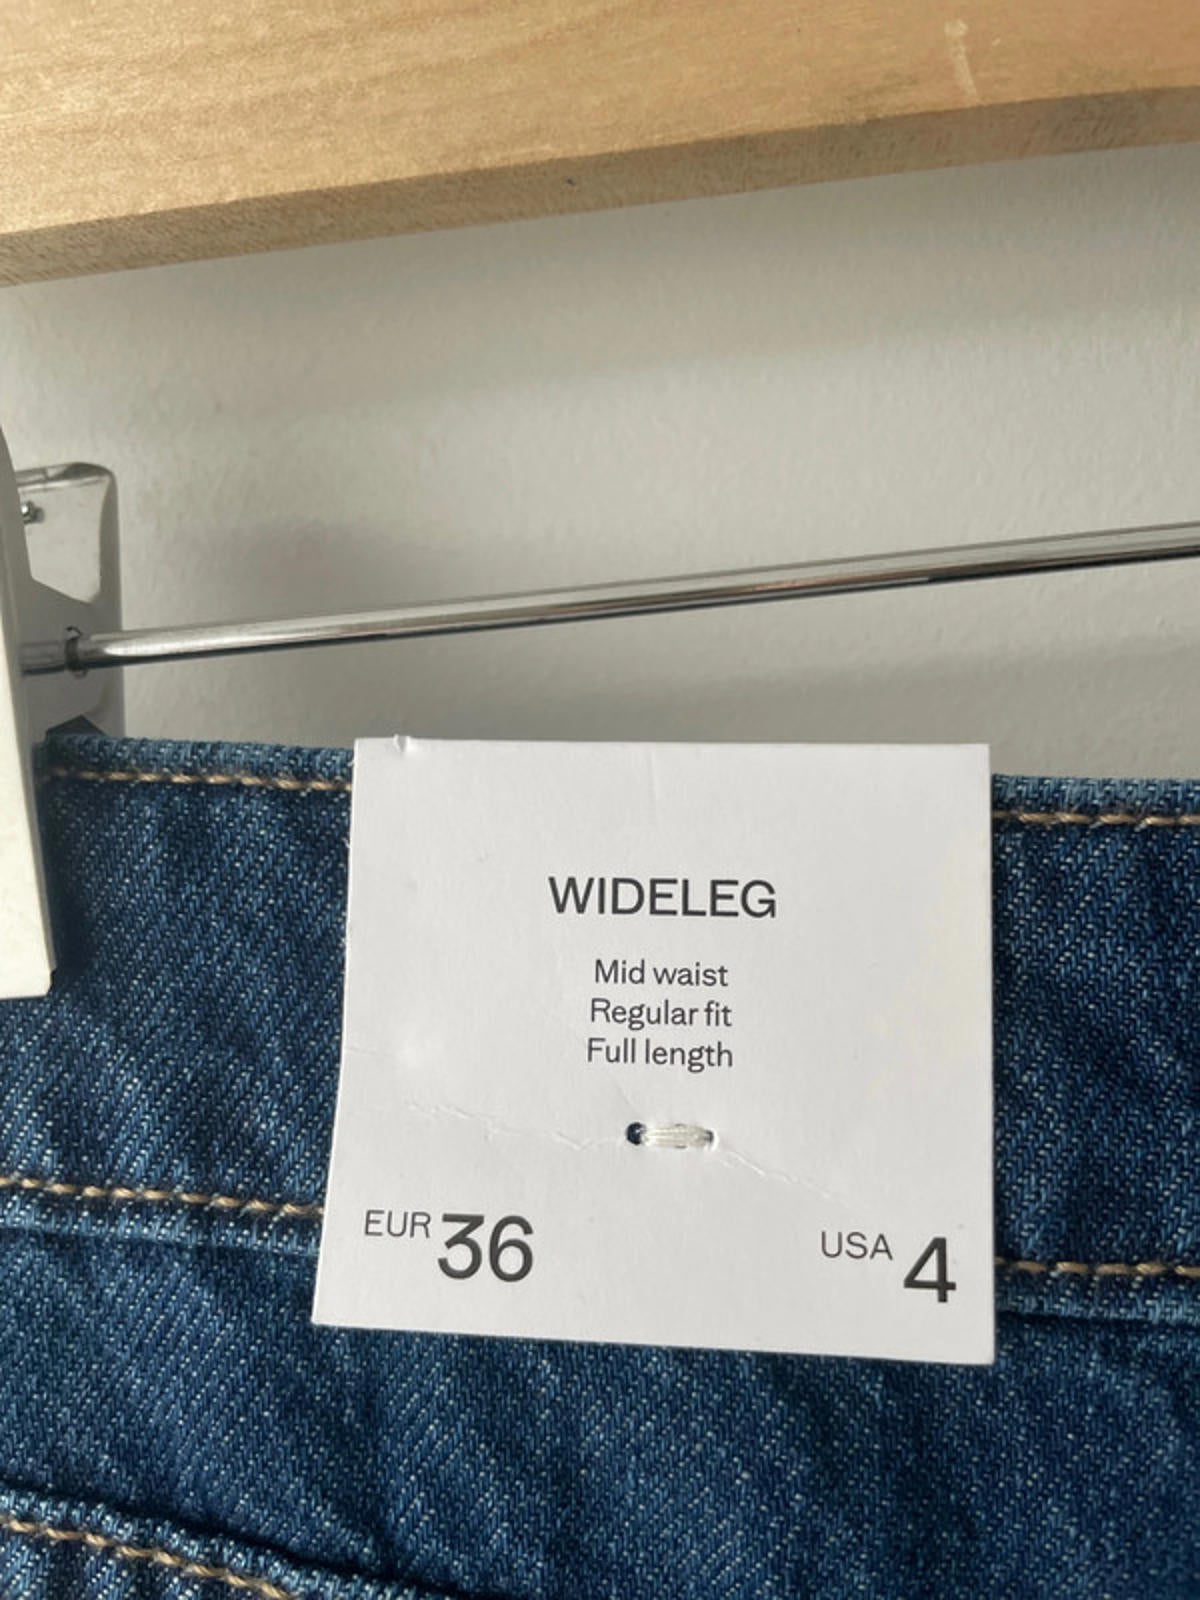 WIDELEG
Mid waist
Regular fit
Full length
EUR 36
USA 4